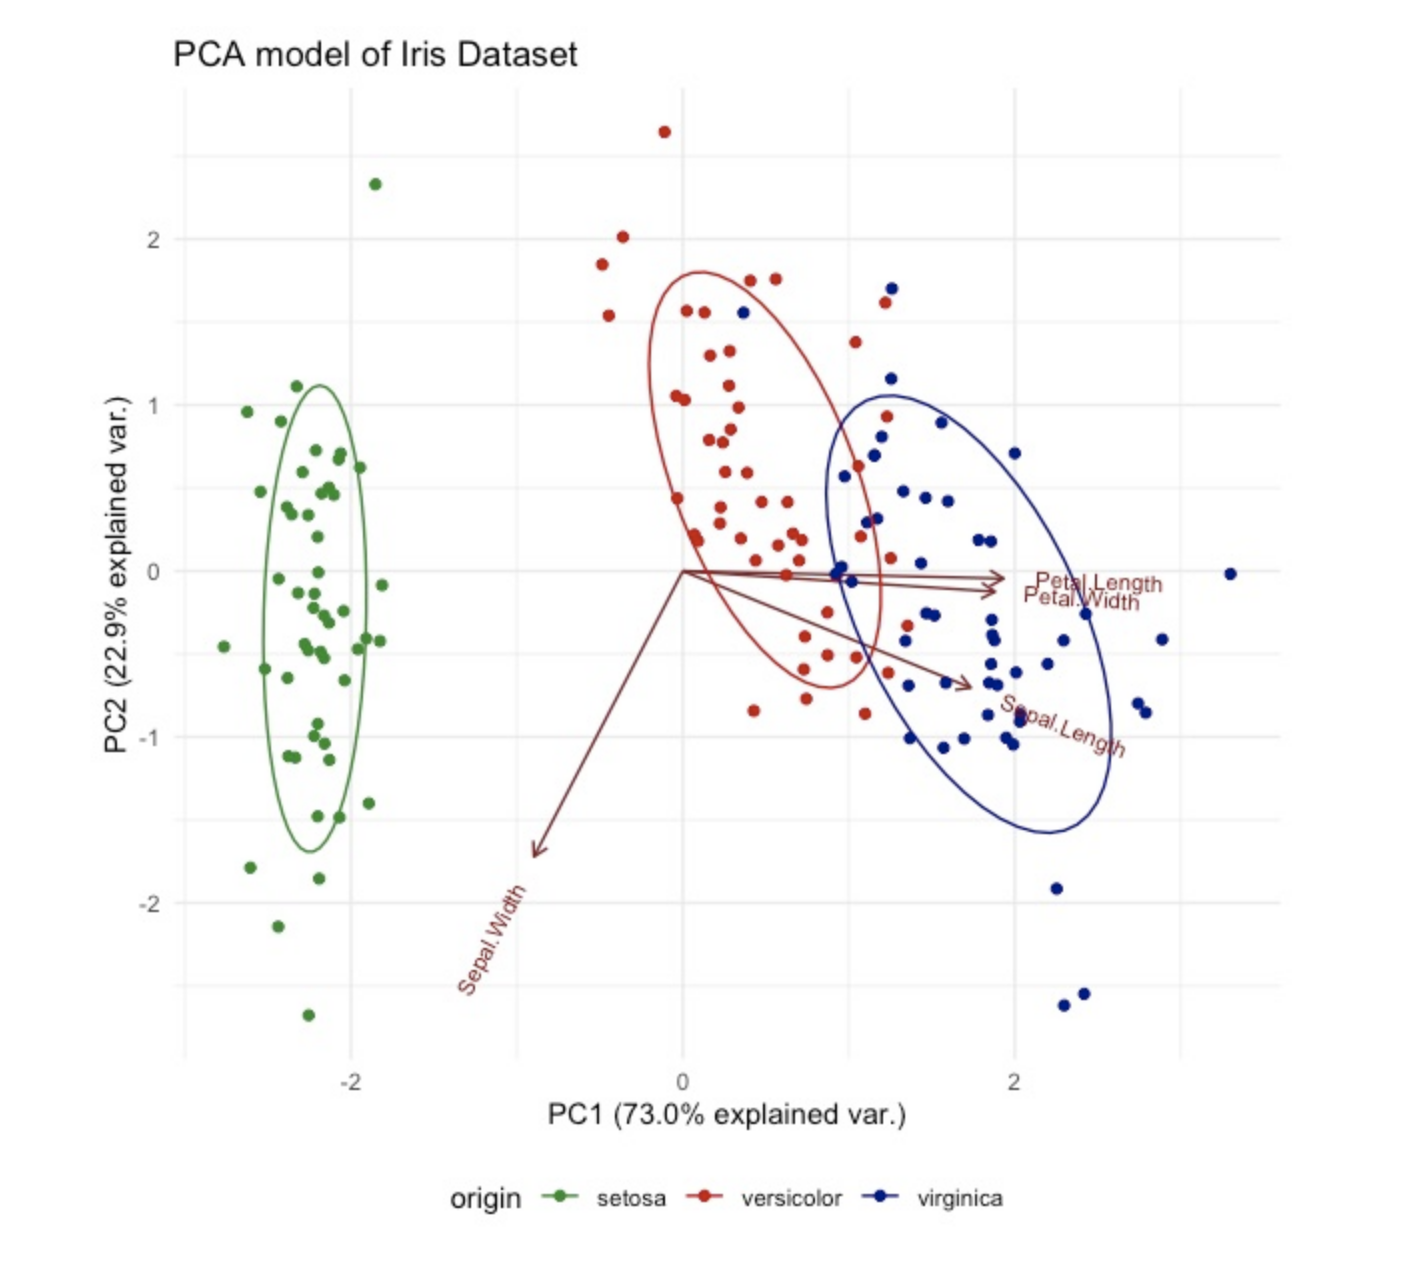 PCA model of Iris Dataset
PC2 (22.9% explained var.)
2
1
0
-1
-2
Petal.Length
Petal.Width
Sepal.Length
Sepal.Width
-2
0
2
PC1 (73.0% explained var.)
origin setosa versicolor virginica